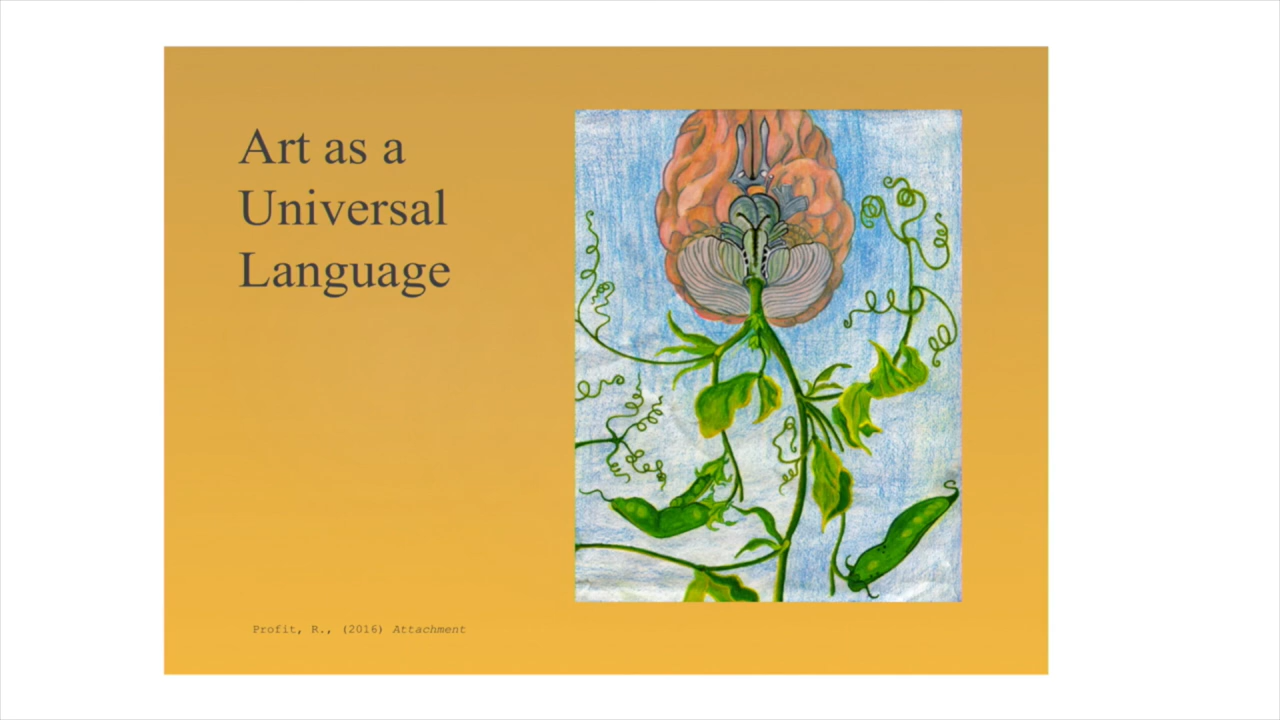 Art as a
Universal
Language
Profit, R., (2016) Attachment